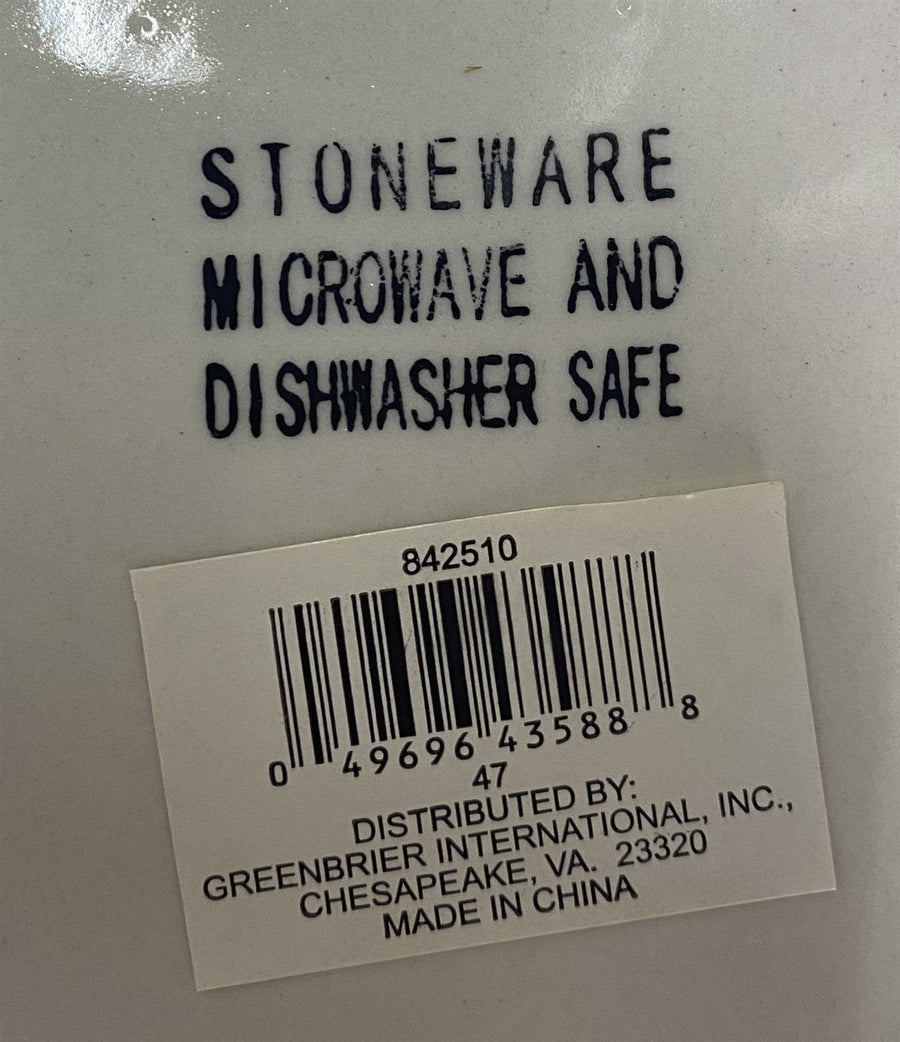 STONEWARE
MICROWAVE AND
DISHWASHER SAFE
842510
0 49696 43588 8
47
DISTRIBUTED BY:
GREENBRIER INTERNATIONAL, INC.,
CHESAPEAKE, VA. 23320
MADE IN CHINA